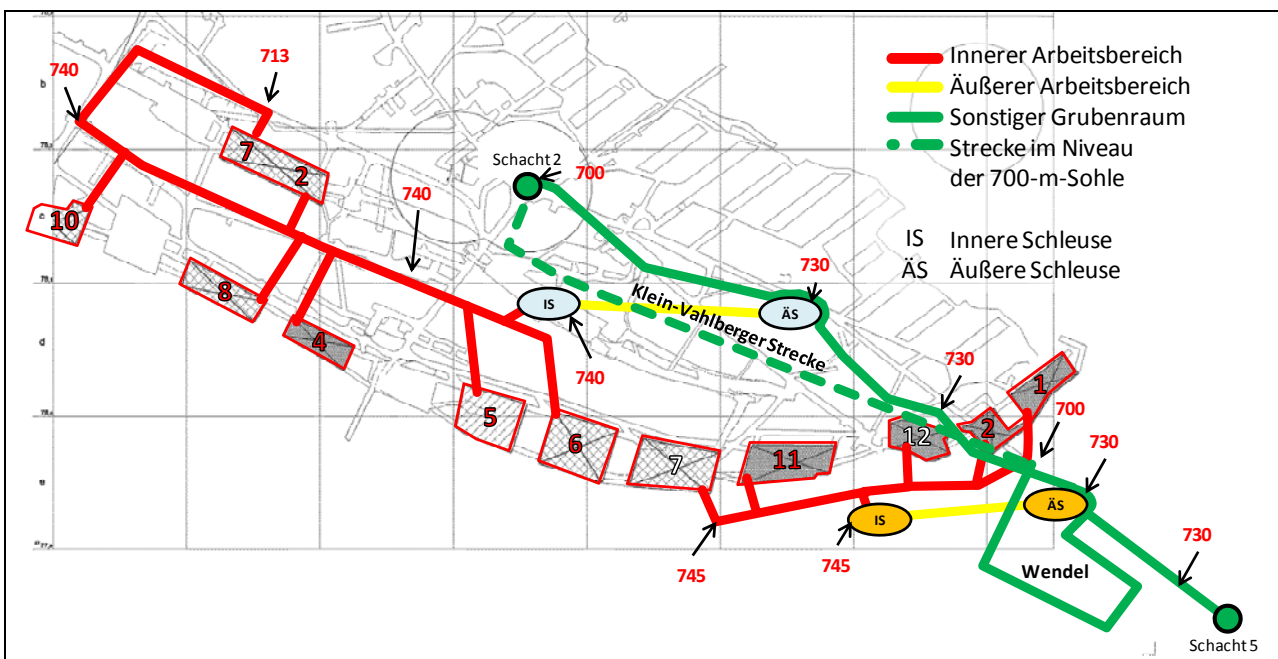 740
713
Innerer Arbeitsbereich
Äußerer Arbeitsbereich
Sonstiger Grubenraum
Strecke im Niveau
der 700-m-Sohle
IS Innere Schleuse
ÄS Äußere Schleuse
7
2
Schacht 2
700
10
740
730
8
4
IS
ÄS
Klein-Vahlberger Strecke
740
730
1
700
5
6
7
11
12
2
730
IS
ÄS
745
745
Wendel
730
Schacht 5